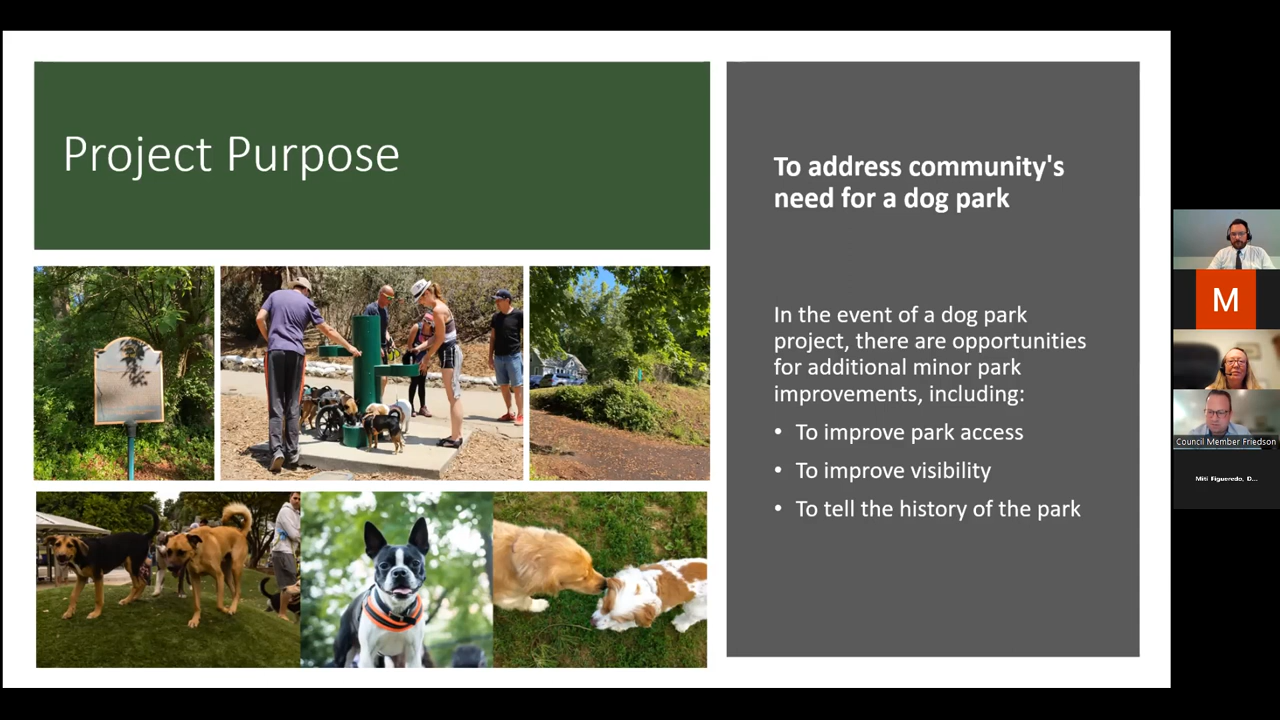 Project Purpose
To address community's
need for a dog park
In the event of a dog park
project, there are opportunities
for additional minor park
improvements, including:
• To improve park access
• To improve visibility
• To tell the history of the park
M
Council Member Friedson
Miti Figueredo, D...